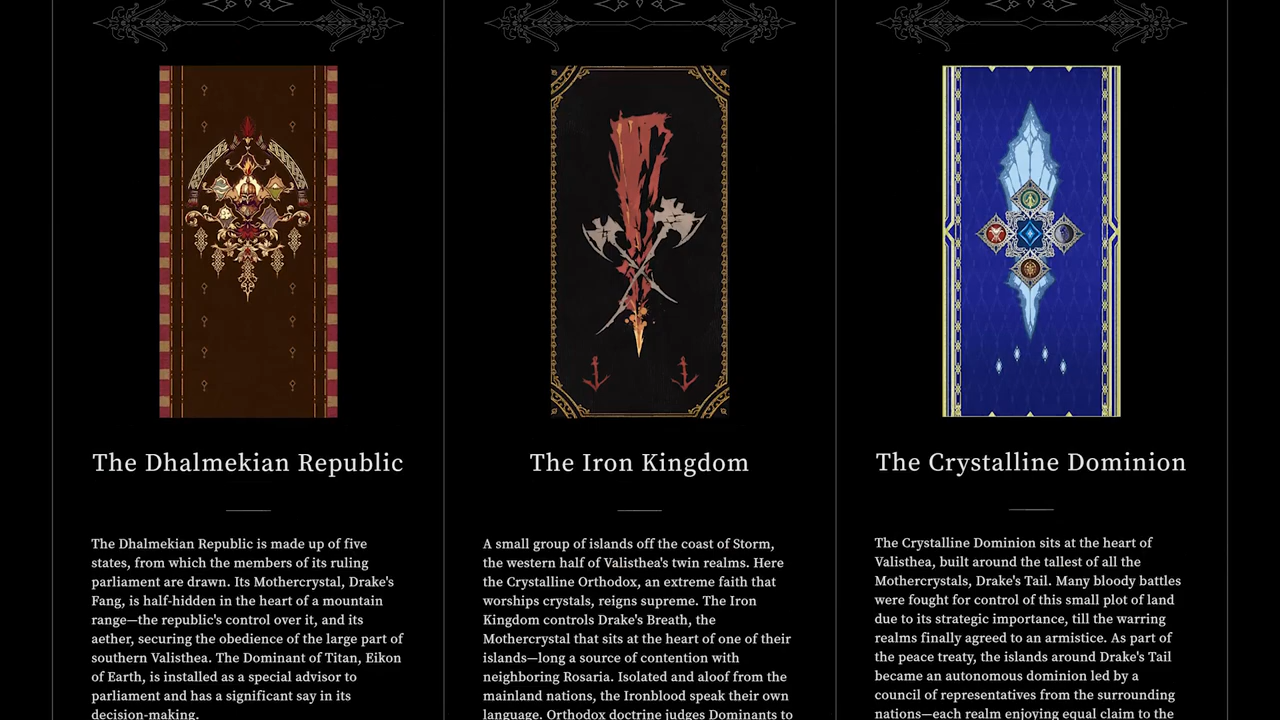 The Dhalmekian Republic
The Dhalmekian Republic is made up of five
states, from which the members of its ruling
parliament are drawn. Its Mothercrystal, Drake's
Fang, is half-hidden in the heart of a mountain
range—the republic's control over it, and its
aether, securing the obedience of the large part of
southern Valisthea. The Dominant of Titan, Eikon
of Earth, is installed as a special advisor to
parliament and has a significant say in its
decision-making.
The Iron Kingdom
A small group of islands off the coast of Storm,
the western half of Valisthea's twin realms. Here
the Crystalline Orthodox, an extreme faith that
worships crystals, reigns supreme. The Iron
Kingdom controls Drake's Breath, the
Mothercrystal that sits at the heart of one of their
islands—long a source of contention with
neighboring Rosaria. Isolated and aloof from the
mainland nations, the Ironblood speak their own
language. Orthodox doctrine judges Dominants to
The Crystalline Dominion
The Crystalline Dominion sits at the heart of
Valisthea, built around the tallest of all the
Mothercrystals, Drake's Tail. Many bloody battles
were fought for control of this small plot of land
due to its strategic importance, till the warring
realms finally agreed to an armistice. As part of
the peace treaty, the islands around Drake's Tail
became an autonomous dominion led by a
council of representatives from the surrounding
nations—each realm enjoying equal claim to the